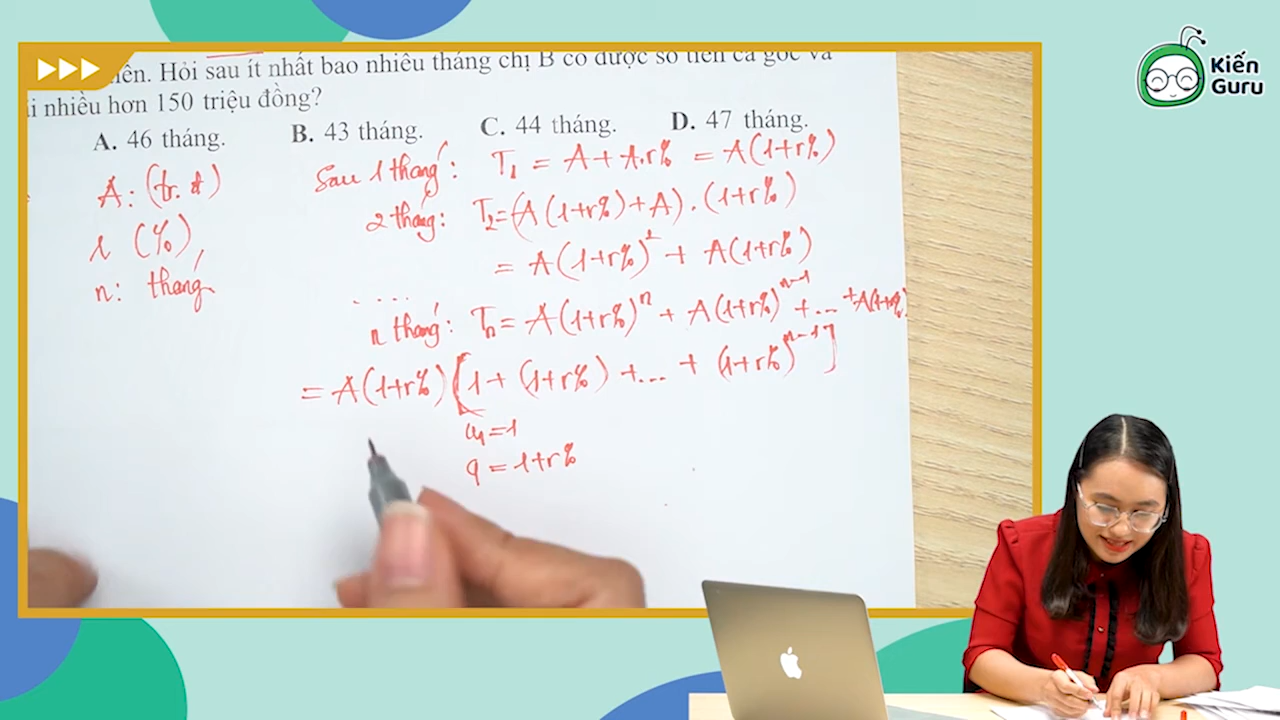 Kiến
Guru
nên. Hỏi sau ít nhất bao nhiêu tháng chị B có được số tiền cả gốc và
nhiều hơn 150 triệu đồng?
A. 46 tháng. B. 43 tháng. C. 44 tháng. D. 47 tháng.
A: (tr.đ)
r (%)
n: tháng
Sau 1 tháng: T₁ = A + A.r% = A(1+r%)
2 tháng: T₂ = (A(1+r%)+A).(1+r%)
= A(1+r%)² + A(1+r%)
....
n tháng: Tₙ = A(1+r%)ⁿ + A(1+r%)ⁿ⁻¹ + ... + A(1+r%)
= A(1+r%)[1 + (1+r%) + ... + (1+r%)ⁿ⁻¹]
u₁ = 1
q = 1+r%